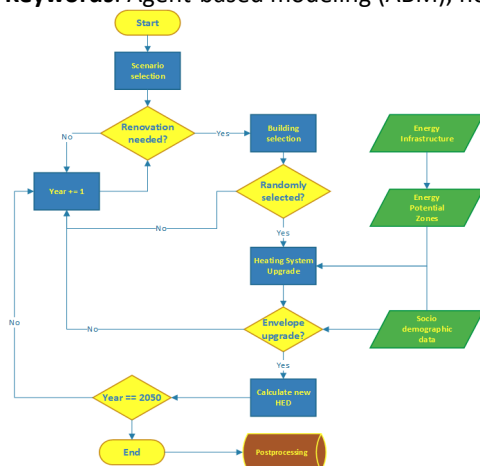 Keywords: Agent-based modeling (ABM),
Start
Scenario
selection
Renovation
needed?
No
Yes
Building
selection
Energy
Infrastructure
Year += 1
Randomly
selected?
Energy
Potential
Zones
No
Yes
Heating System
Upgrade
No
Envelope
upgrade?
No
Socio
demographic
data
Yes
Year == 2050
Calculate new
HED
End
Postprocessing